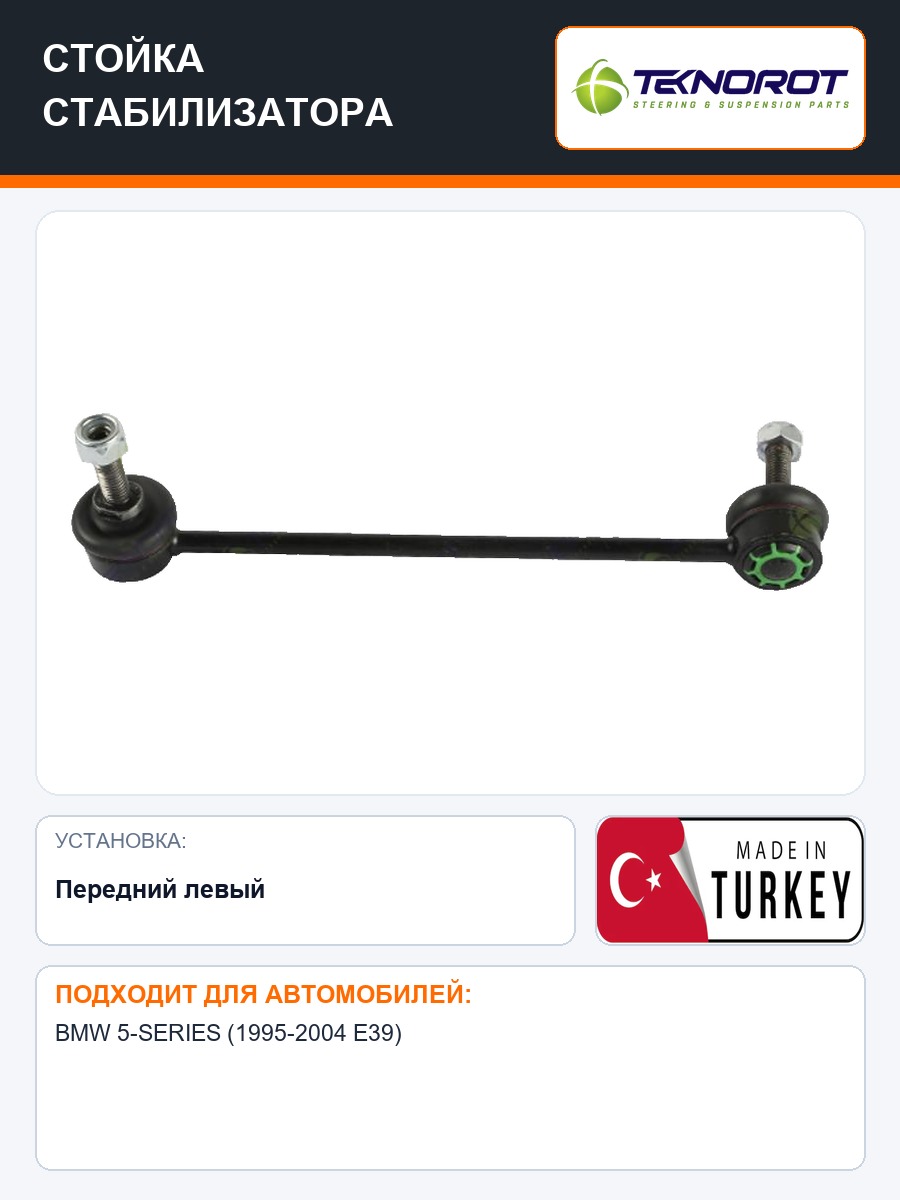 СТОЙКА
СТАБИЛИЗАТОРА
TEKNOROT
STEERING & SUSPENSION PARTS
УСТАНОВКА:
Передний левый
MADE IN
TURKEY
ПОДХОДИТ ДЛЯ АВТОМОБИЛЕЙ:
BMW 5-SERIES (1995-2004 E39)